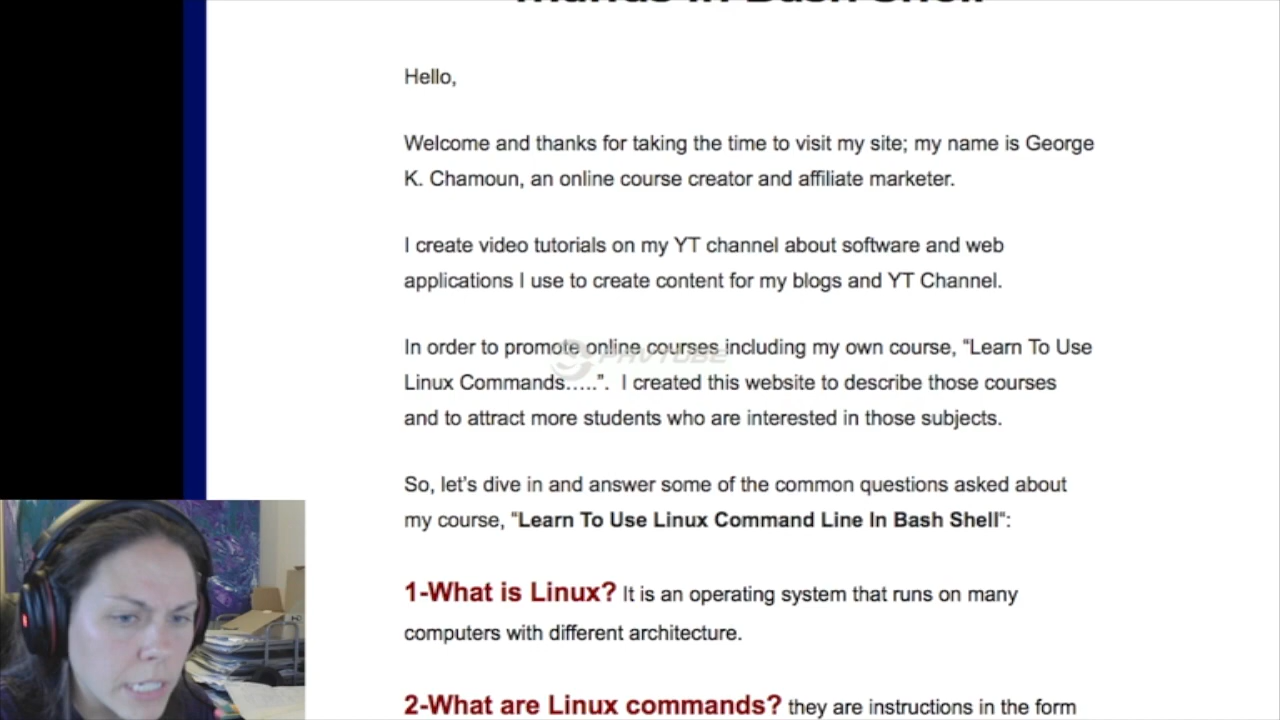 mands In Bash Shell
Hello,
Welcome and thanks for taking the time to visit my site; my name is George
K. Chamoun, an online course creator and affiliate marketer.
I create video tutorials on my YT channel about software and web
applications I use to create content for my blogs and YT Channel.
In order to promote online courses including my own course, “Learn To Use
Linux Commands…..”.  I created this website to describe those courses
and to attract more students who are interested in those subjects.
So, let’s dive in and answer some of the common questions asked about
my course, “Learn To Use Linux Command Line In Bash Shell“:
1-What is Linux? It is an operating system that runs on many
computers with different architecture.
2-What are Linux commands? they are instructions in the form
PAVTUBE